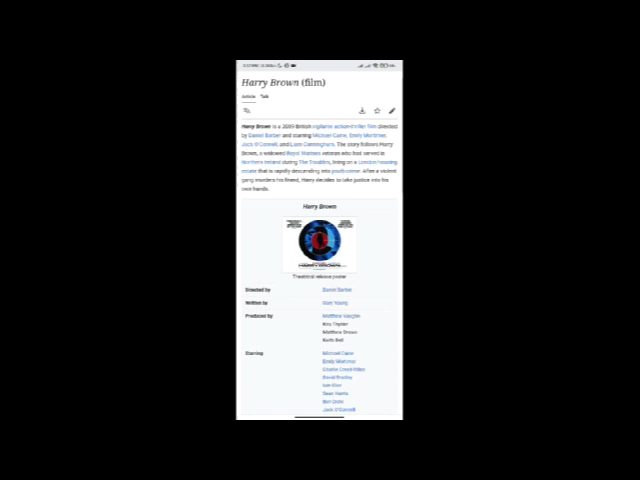 Harry Brown (film)
Article Talk
Harry Brown is a 2009 British vigilante action-thriller film directed
by Daniel Barber and starring Michael Caine, Emily Mortimer,
Jack O'Connell, and Liam Cunningham. The story follows Harry
Brown, a widowed Royal Marines veteran who had served in
Northern Ireland during The Troubles, living on a London housing
estate that is rapidly descending into youth crime. After a violent
gang murders his friend, Harry decides to take justice into his
own hands.
Harry Brown
Theatrical release poster
Directed by Daniel Barber
Written by Gary Young
Produced by Matthew Vaughn
Kris Thykier
Matthew Brown
Keith Bell
Starring Michael Caine
Emily Mortimer
Charlie Creed-Miles
David Bradley
Iain Glen
Sean Harris
Ben Drew
Jack O'Connell